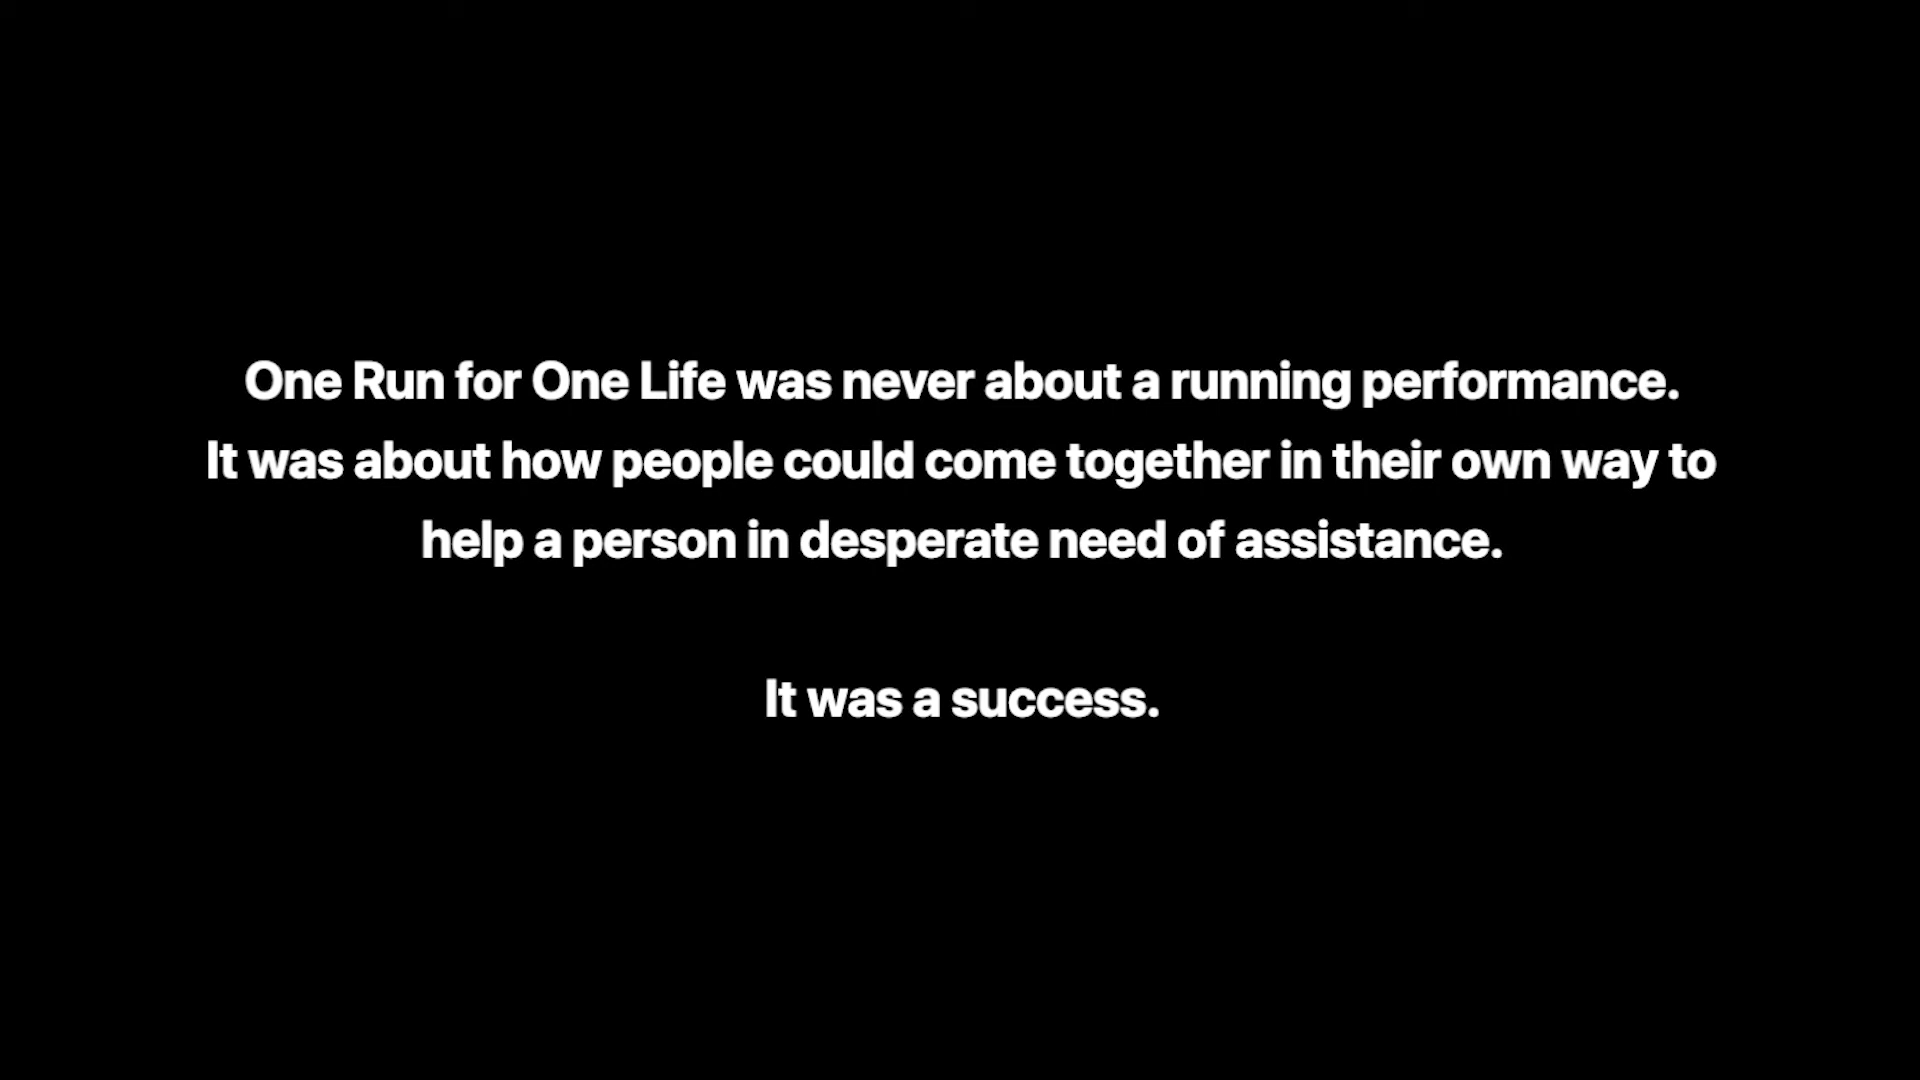 One Run for One Life was never about a running performance.
It was about how people could come together in their own way to
help a person in desperate need of assistance.
It was a success.